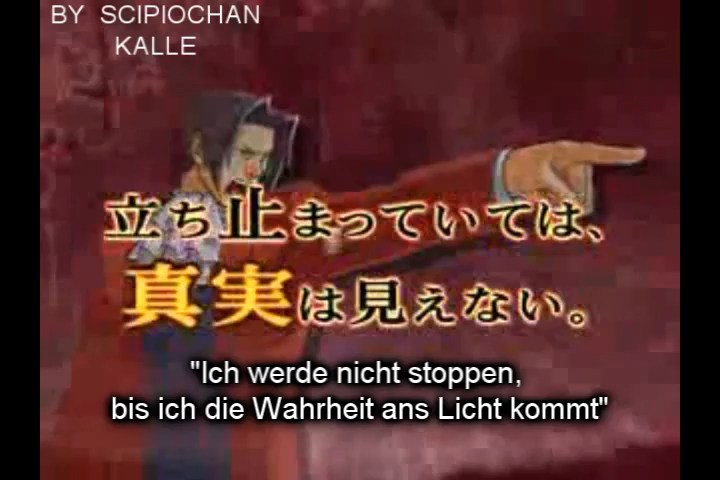 BY SCIPIOCHAN
KALLE
立ち止まっていては、
真実は見えない。
"Ich werde nicht stoppen,
bis ich die Wahrheit ans Licht kommt"